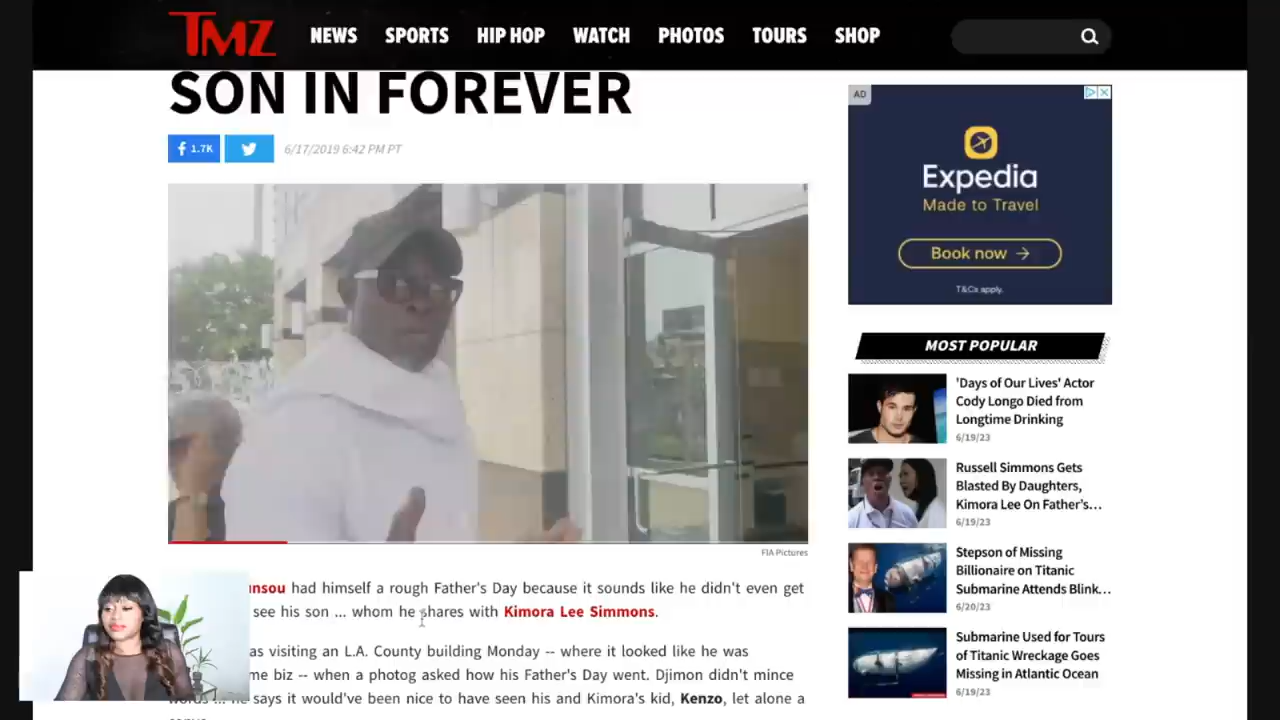 TMZ
NEWS SPORTS HIP HOP WATCH PHOTOS TOURS SHOP
SON IN FOREVER
1.7K
6/17/2019 6:42 PM PT
FIA Pictures
unsou had himself a rough Father's Day because it sounds like he didn't even get
see his son ... whom he shares with Kimora Lee Simmons.
as visiting an L.A. County building Monday -- where it looked like he was
me biz -- when a photog asked how his Father's Day went. Djimon didn't mince
words ... he says it would've been nice to have seen his and Kimora's kid, Kenzo, let alone a
AD
Expedia
Made to Travel
Book now →
T&Cs apply.
MOST POPULAR
'Days of Our Lives' Actor
Cody Longo Died from
Longtime Drinking
6/19/23
Russell Simmons Gets
Blasted By Daughters,
Kimora Lee On Father's...
6/19/23
Stepson of Missing
Billionaire on Titanic
Submarine Attends Blink...
6/20/23
Submarine Used for Tours
of Titanic Wreckage Goes
Missing in Atlantic Ocean
6/19/23